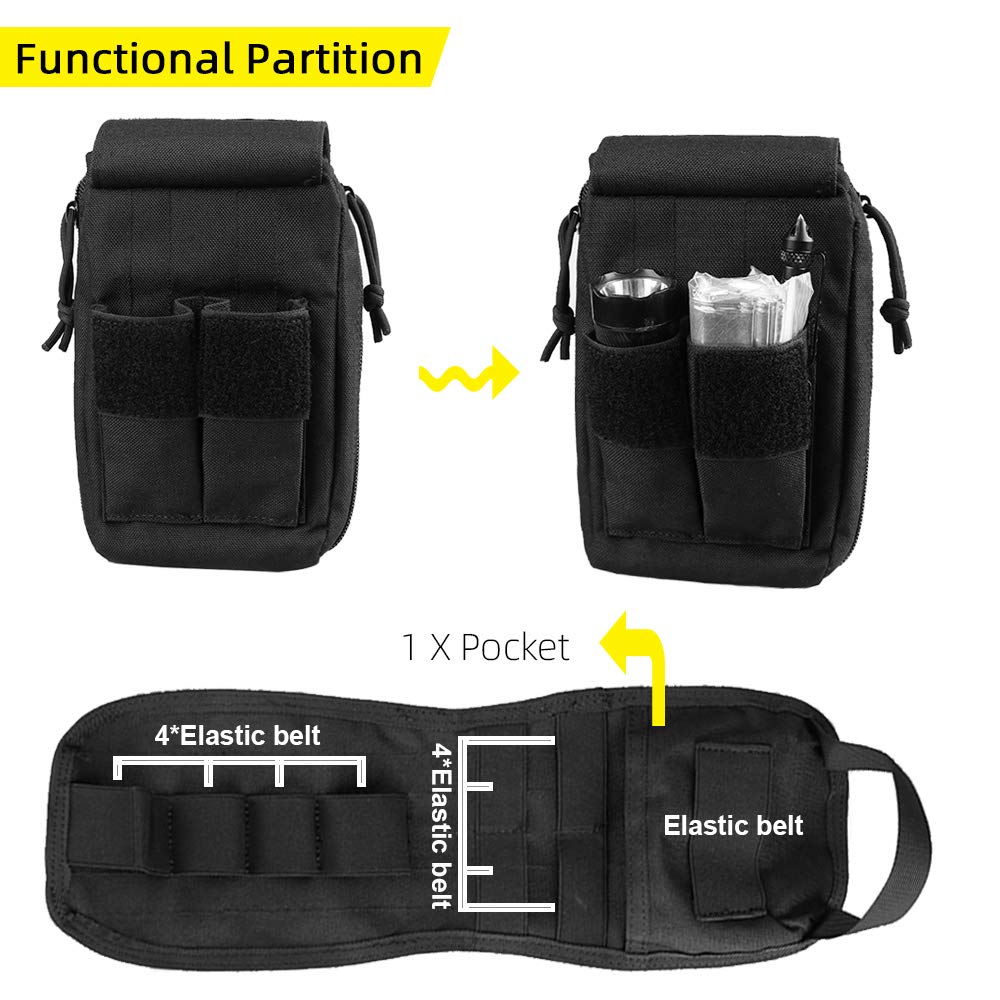 Functional Partition
1 X Pocket
4*Elastic belt
4*Elastic belt
Elastic belt